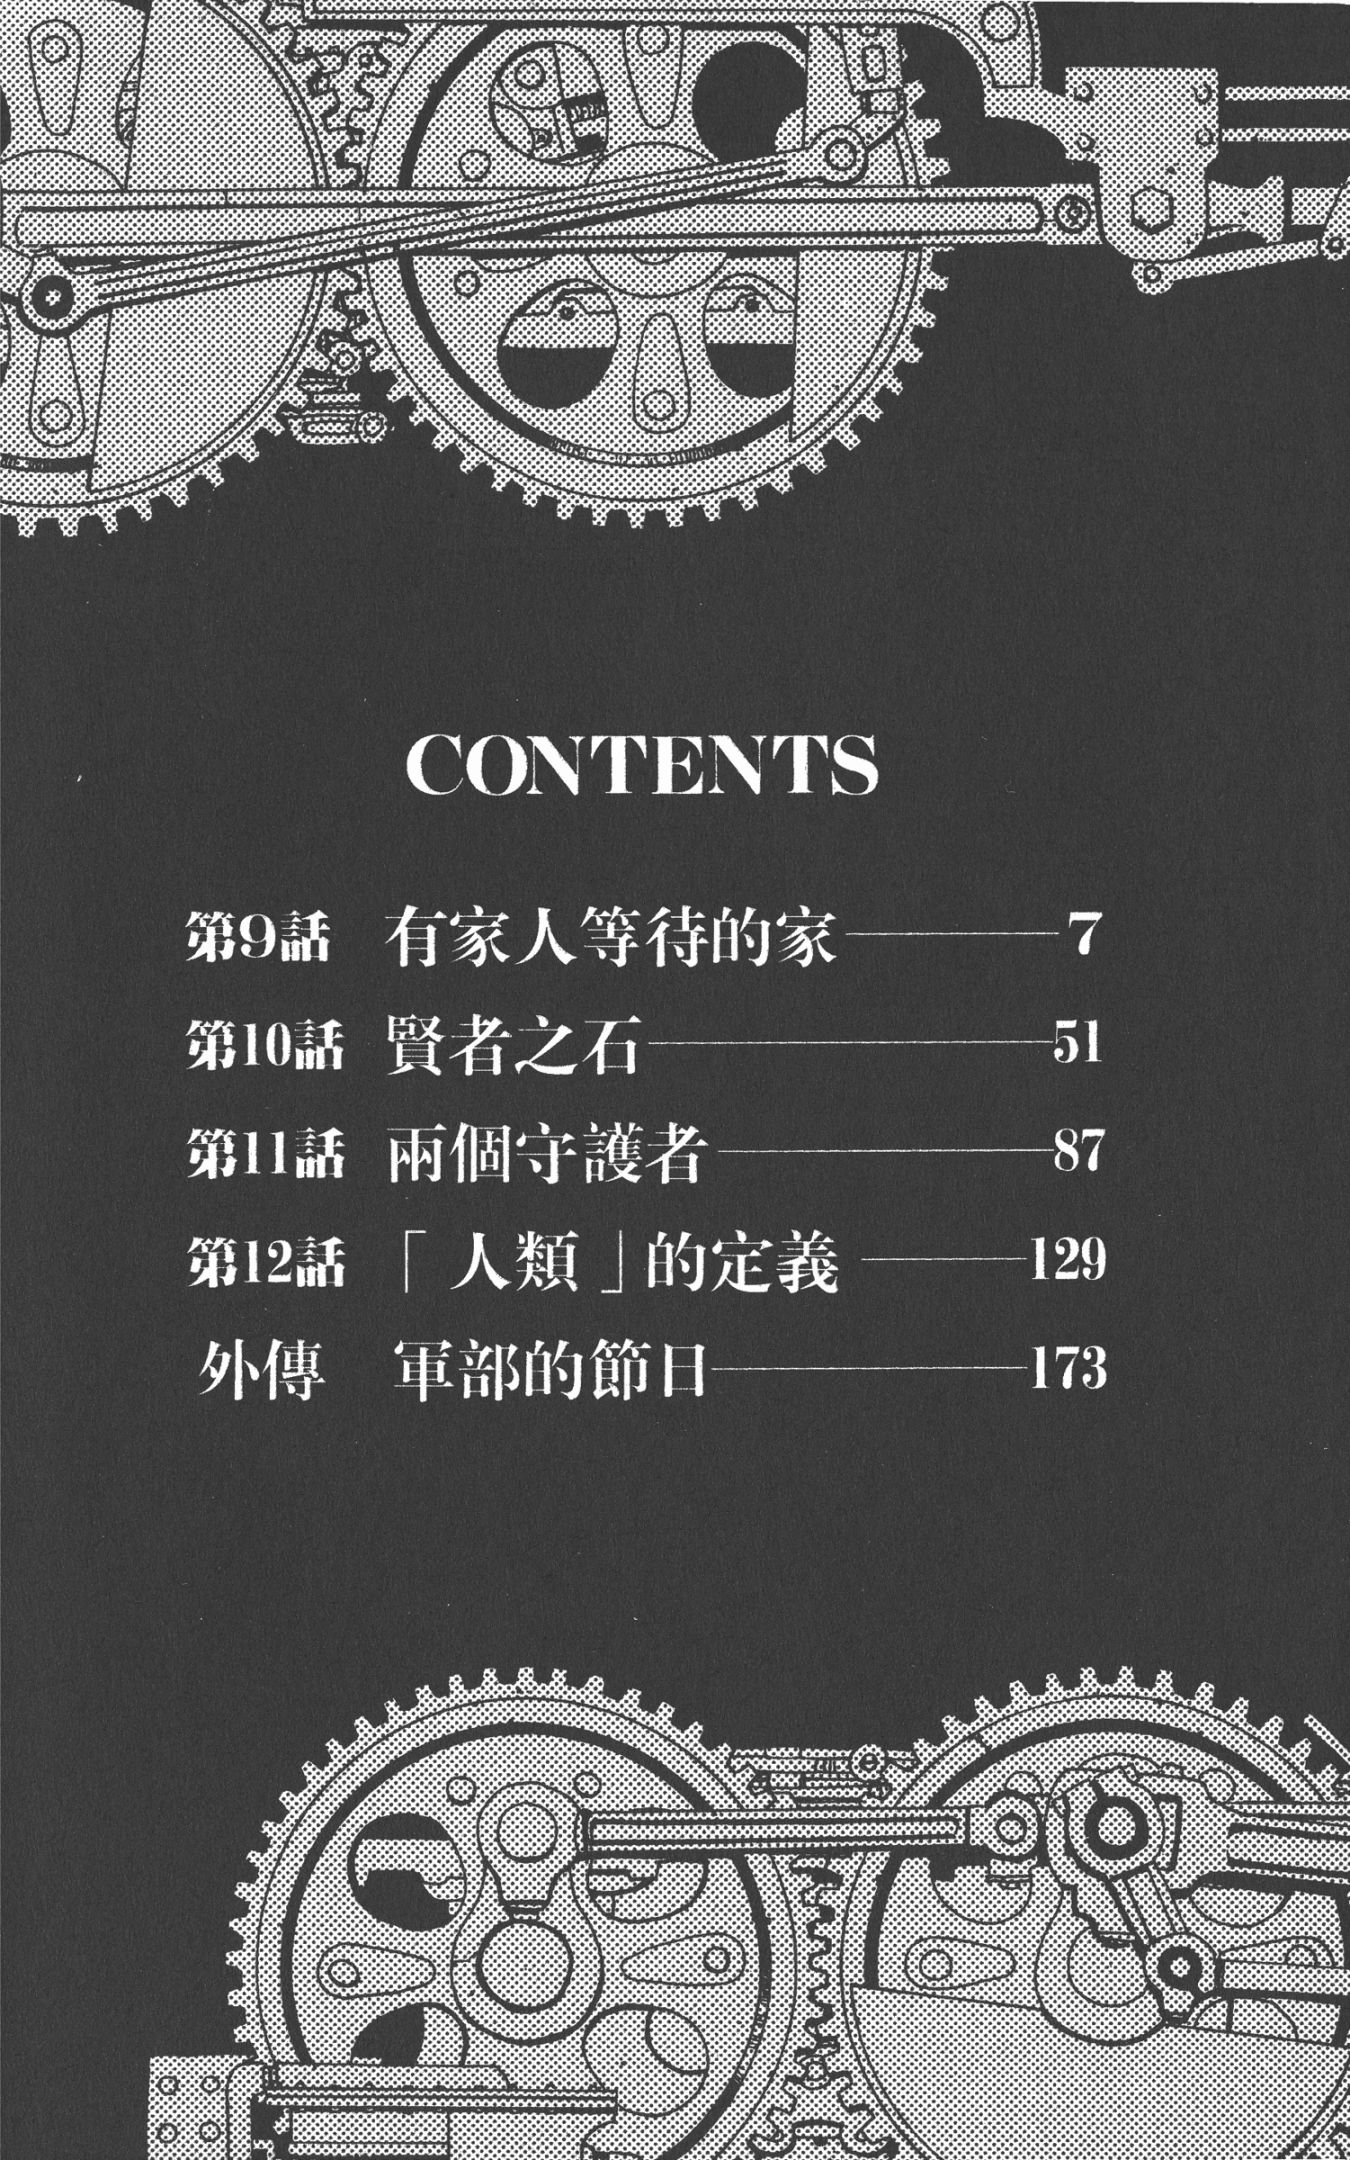 CONTENTS
第9話 有家人等待的家 7
第10話 賢者之石 51
第11話 兩個守護者 87
第12話 「人類」的定義 129
外傳 軍部的節日 173